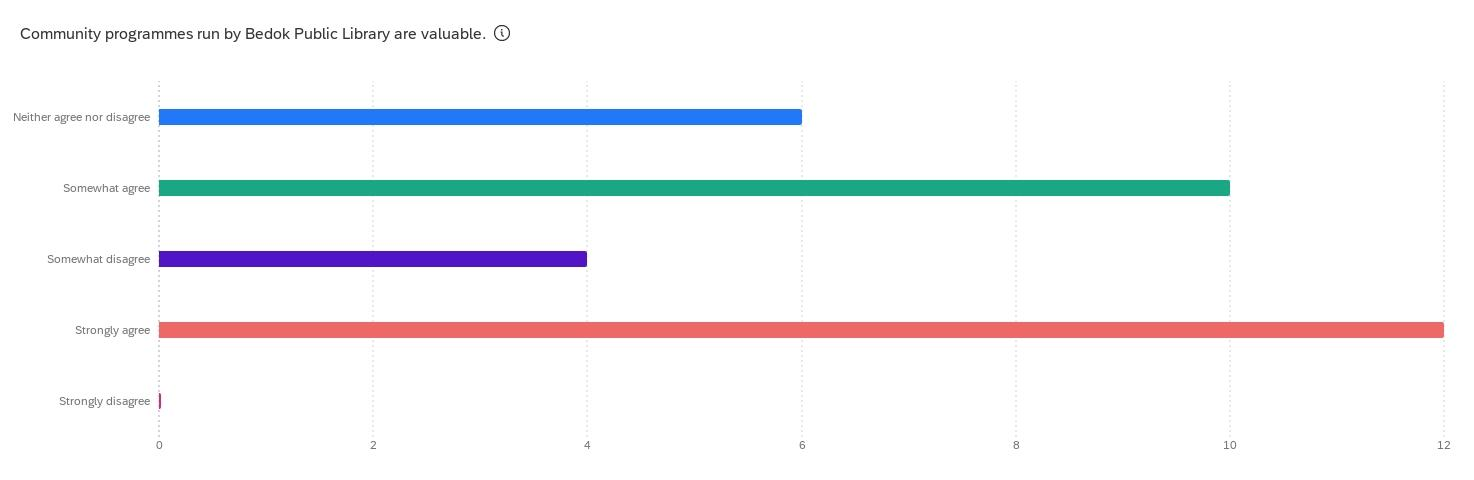 Community programmes run by Bedok Public Library are valuable.
Neither agree nor disagree
Somewhat agree
Somewhat disagree
Strongly agree
Strongly disagree
0 2 4 6 8 10 12